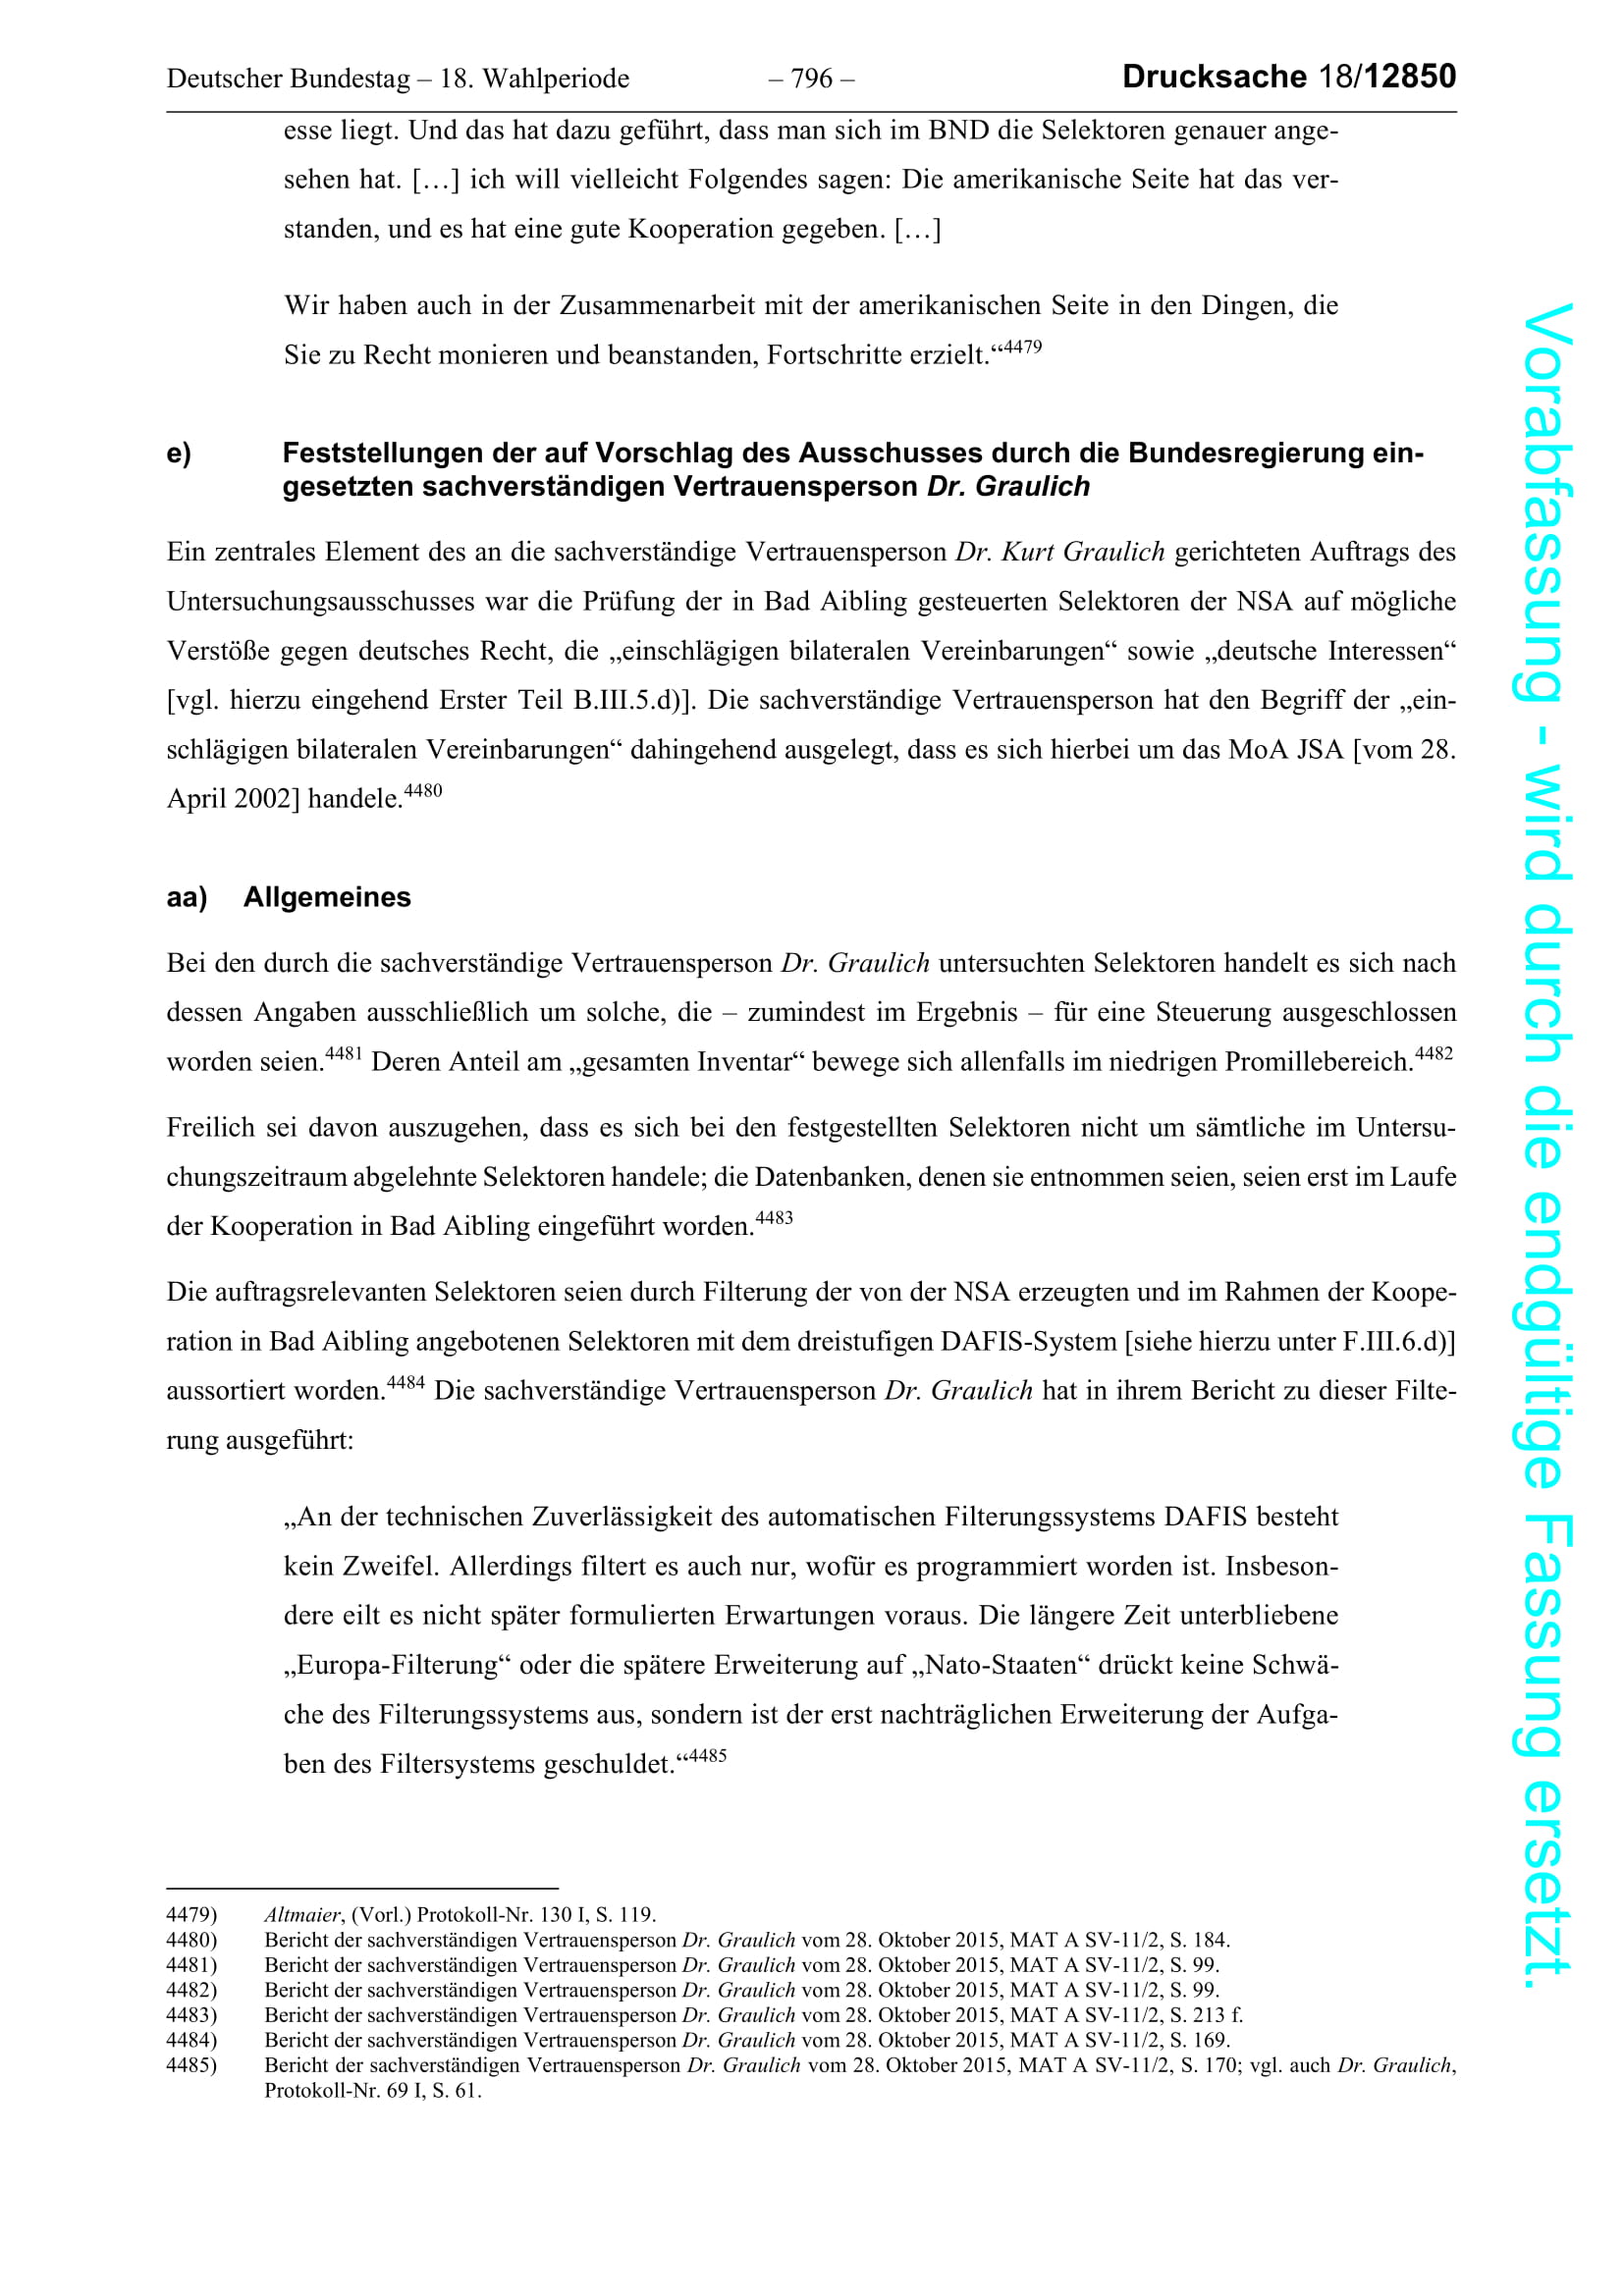 Deutscher Bundestag – 18. Wahlperiode – 796 – Drucksache 18/12850
esse liegt. Und das hat dazu geführt, dass man sich im BND die Selektoren genauer ange-
sehen hat. […] ich will vielleicht Folgendes sagen: Die amerikanische Seite hat das ver-
standen, und es hat eine gute Kooperation gegeben. […]
Wir haben auch in der Zusammenarbeit mit der amerikanischen Seite in den Dingen, die
Sie zu Recht monieren und beanstanden, Fortschritte erzielt.“4479
e) Feststellungen der auf Vorschlag des Ausschusses durch die Bundesregierung ein-
gesetzten sachverständigen Vertrauensperson Dr. Graulich
Ein zentrales Element des an die sachverständige Vertrauensperson Dr. Kurt Graulich gerichteten Auftrags des
Untersuchungsausschusses war die Prüfung der in Bad Aibling gesteuerten Selektoren der NSA auf mögliche
Verstöße gegen deutsches Recht, die „einschlägigen bilateralen Vereinbarungen“ sowie „deutsche Interessen“
[vgl. hierzu eingehend Erster Teil B.III.5.d)]. Die sachverständige Vertrauensperson hat den Begriff der „ein-
schlägigen bilateralen Vereinbarungen“ dahingehend ausgelegt, dass es sich hierbei um das MoA JSA [vom 28.
April 2002] handele.4480
aa) Allgemeines
Bei den durch die sachverständige Vertrauensperson Dr. Graulich untersuchten Selektoren handelt es sich nach
dessen Angaben ausschließlich um solche, die – zumindest im Ergebnis – für eine Steuerung ausgeschlossen
worden seien.4481 Deren Anteil am „gesamten Inventar“ bewege sich allenfalls im niedrigen Promillebereich.4482
Freilich sei davon auszugehen, dass es sich bei den festgestellten Selektoren nicht um sämtliche im Untersu-
chungszeitraum abgelehnte Selektoren handele; die Datenbanken, denen sie entnommen seien, seien erst im Laufe
der Kooperation in Bad Aibling eingeführt worden.4483
Die auftragsrelevanten Selektoren seien durch Filterung der von der NSA erzeugten und im Rahmen der Koope-
ration in Bad Aibling angebotenen Selektoren mit dem dreistufigen DAFIS-System [siehe hierzu unter F.III.6.d)]
aussortiert worden.4484 Die sachverständige Vertrauensperson Dr. Graulich hat in ihrem Bericht zu dieser Filte-
rung ausgeführt:
„An der technischen Zuverlässigkeit des automatischen Filterungssystems DAFIS besteht
kein Zweifel. Allerdings filtert es auch nur, wofür es programmiert worden ist. Insbeson-
dere eilt es nicht später formulierten Erwartungen voraus. Die längere Zeit unterbliebene
„Europa-Filterung“ oder die spätere Erweiterung auf „Nato-Staaten“ drückt keine Schwä-
che des Filterungssystems aus, sondern ist der erst nachträglichen Erweiterung der Aufga-
ben des Filtersystems geschuldet.“4485
4479) Altmaier, (Vorl.) Protokoll-Nr. 130 I, S. 119.
4480) Bericht der sachverständigen Vertrauensperson Dr. Graulich vom 28. Oktober 2015, MAT A SV-11/2, S. 184.
4481) Bericht der sachverständigen Vertrauensperson Dr. Graulich vom 28. Oktober 2015, MAT A SV-11/2, S. 99.
4482) Bericht der sachverständigen Vertrauensperson Dr. Graulich vom 28. Oktober 2015, MAT A SV-11/2, S. 99.
4483) Bericht der sachverständigen Vertrauensperson Dr. Graulich vom 28. Oktober 2015, MAT A SV-11/2, S. 213 f.
4484) Bericht der sachverständigen Vertrauensperson Dr. Graulich vom 28. Oktober 2015, MAT A SV-11/2, S. 169.
4485) Bericht der sachverständigen Vertrauensperson Dr. Graulich vom 28. Oktober 2015, MAT A SV-11/2, S. 170; vgl. auch Dr. Graulich,
Protokoll-Nr. 69 I, S. 61.
Vorabfassung - wird durch die endgültige Fassung ersetzt.